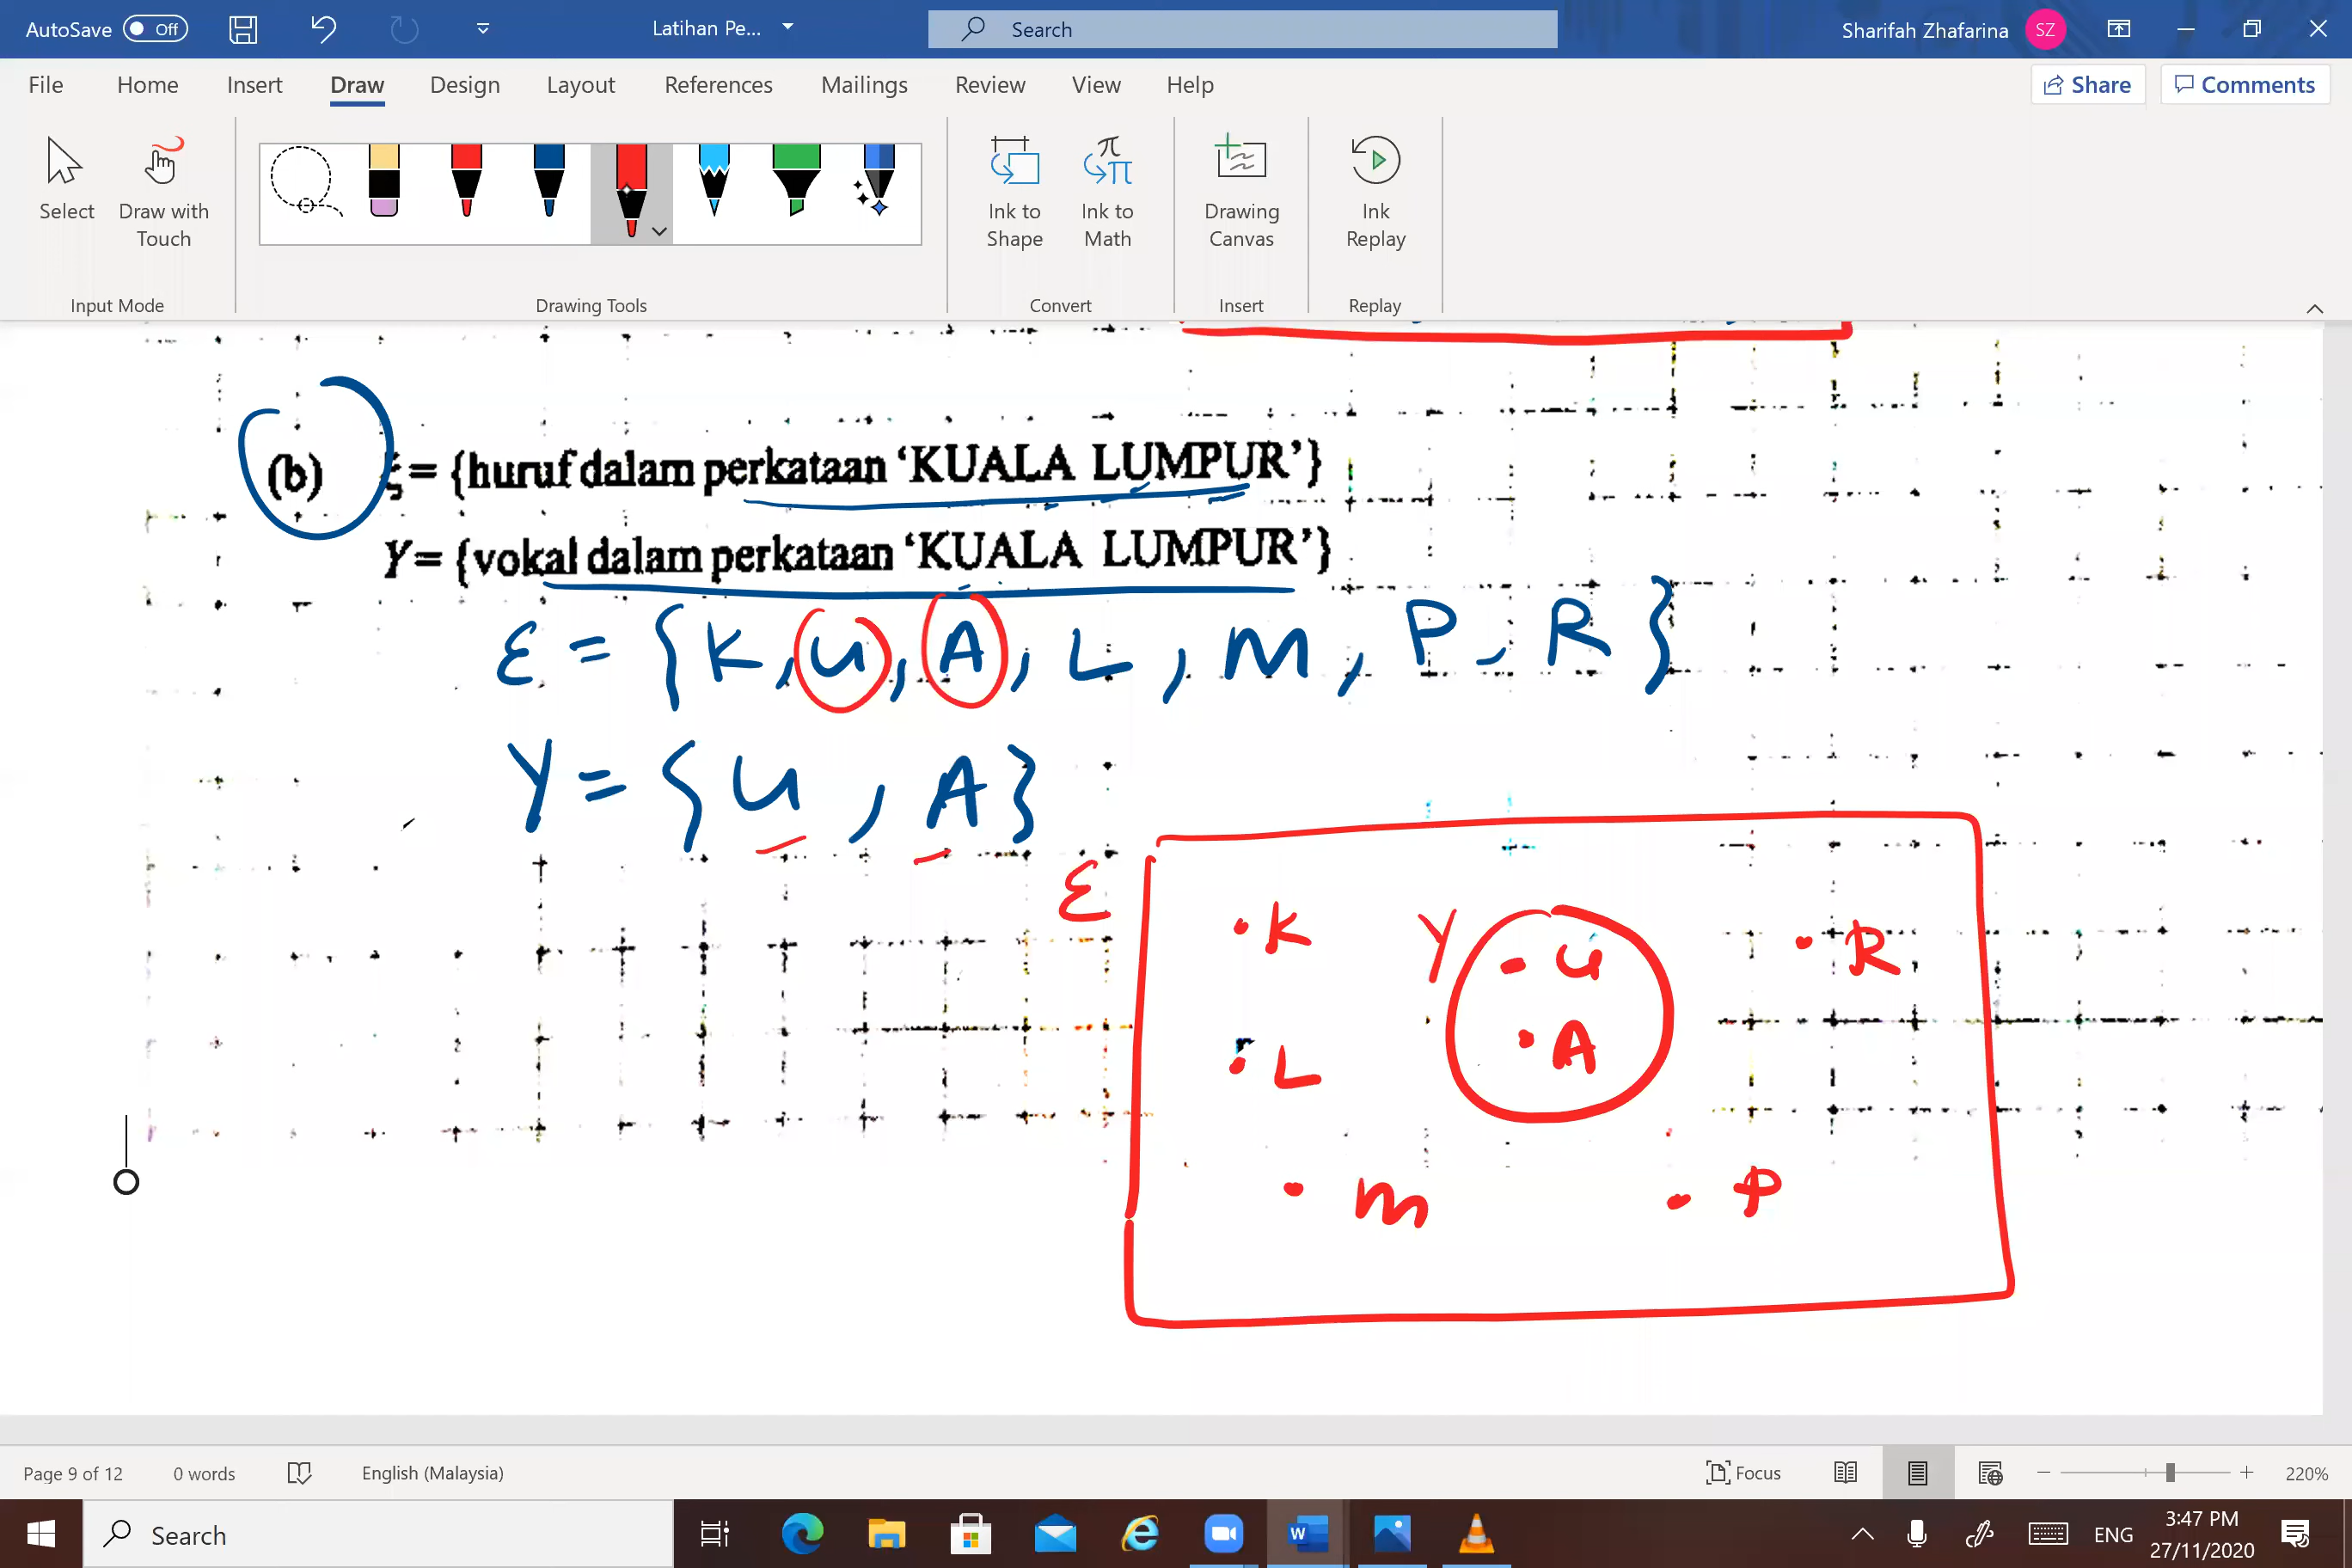 AutoSave Off Latihan Pe... Search Sharifah Zhafarina SZ
File Home Insert Draw Design Layout References Mailings Review View Help Share Comments
Select Draw with Touch Ink to Shape Ink to Math Drawing Canvas Ink Replay
Input Mode Drawing Tools Convert Insert Replay
(b) ξ = {huruf dalam perkataan ‘KUALA LUMPUR’}
Y = {vokal dalam perkataan ‘KUALA LUMPUR’}
ℰ = {K, U, A, L, M, P, R}
Y = {U, A}
ℰ
• K Y • U • R
• L • A
• M • P
Page 9 of 12 0 words English (Malaysia) Focus 220%
Search ENG 3:47 PM
27/11/2020